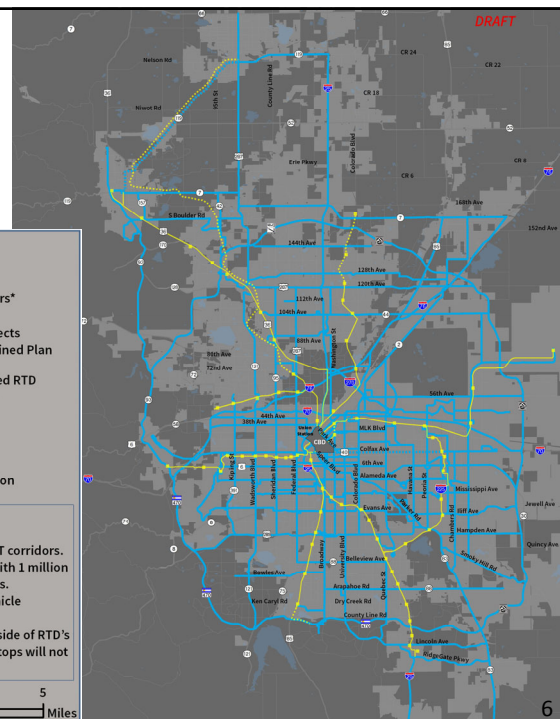 DRAFT
CR 24
Nelson Rd
CR 22
County Line Rd
CR 18
Niwot Rd
Colorado Blvd
Erie Pkwy
CR 8
CR 6
168th Ave
S Boulder Rd
152nd Ave
144th Ave
128th Ave
120th Ave
112th Ave
104th Ave
88th Ave
Washington St
80th Ave
72nd Ave
56th Ave
44th Ave
38th Ave
MLK Blvd
Union
Station
CBD
Colfax Ave
6th Ave
Speer Blvd
Alameda Ave
Kipling St
Wadsworth Blvd
Sheridan Blvd
Federal Blvd
Colorado Blvd
Havana St
Peoria St
Mississippi Ave
Chambers Rd
Jewell Ave
Evans Ave
Parker Rd
Iliff Ave
Hampden Ave
Quincy Ave
Broadway
University Blvd
Belleview Ave
Smoky Hill Rd
Bowles Ave
Quebec St
Arapahoe Rd
Ken Caryl Rd
Dry Creek Rd
County Line Rd
Lincoln Ave
RidgeGate Pkwy
rs*
ects
ined Plan
ed RTD
on
T corridors.
ith 1 million
s.
hicle
side of RTD's
tops will not
5
Miles
6